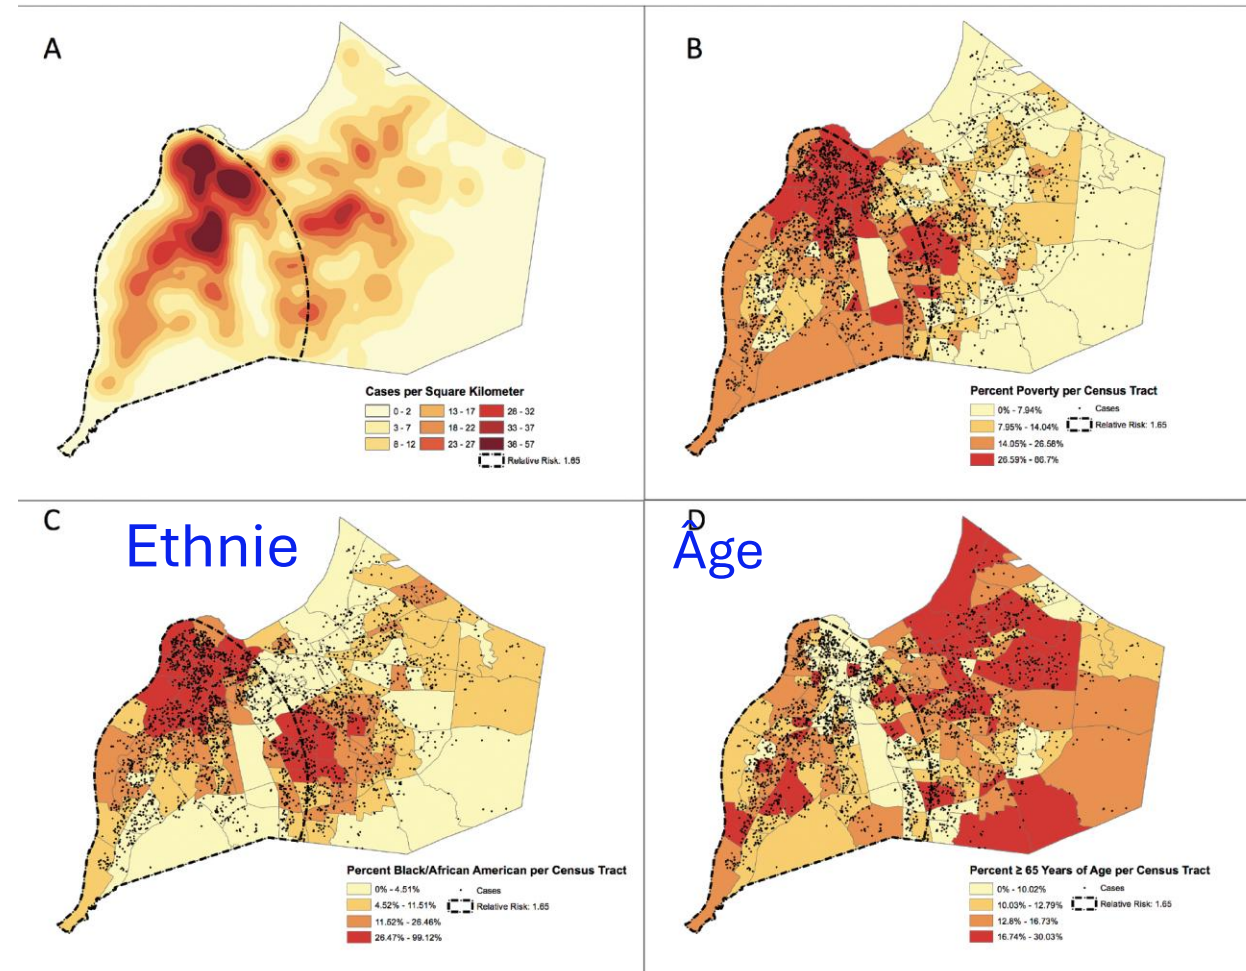 A
Cases per Square Kilometer
0 - 2
13 - 17
28 - 32
3 - 7
18 - 22
33 - 37
8 - 12
23 - 27
38 - 57
Relative Risk: 1.65
B
Percent Poverty per Census Tract
0% - 7.94%
Cases
7.95% - 14.04%
Relative Risk: 1.65
14.05% - 26.58%
26.59% - 86.7%
C
Ethnie
Percent Black/African American per Census Tract
0% - 4.51%
Cases
4.52% - 11.51%
Relative Risk: 1.65
11.52% - 26.46%
26.47% - 99.12%
D
Âge
Percent ≥ 65 Years of Age per Census Tract
0% - 10.02%
Cases
10.03% - 12.79%
Relative Risk: 1.65
12.8% - 16.73%
16.74% - 30.03%